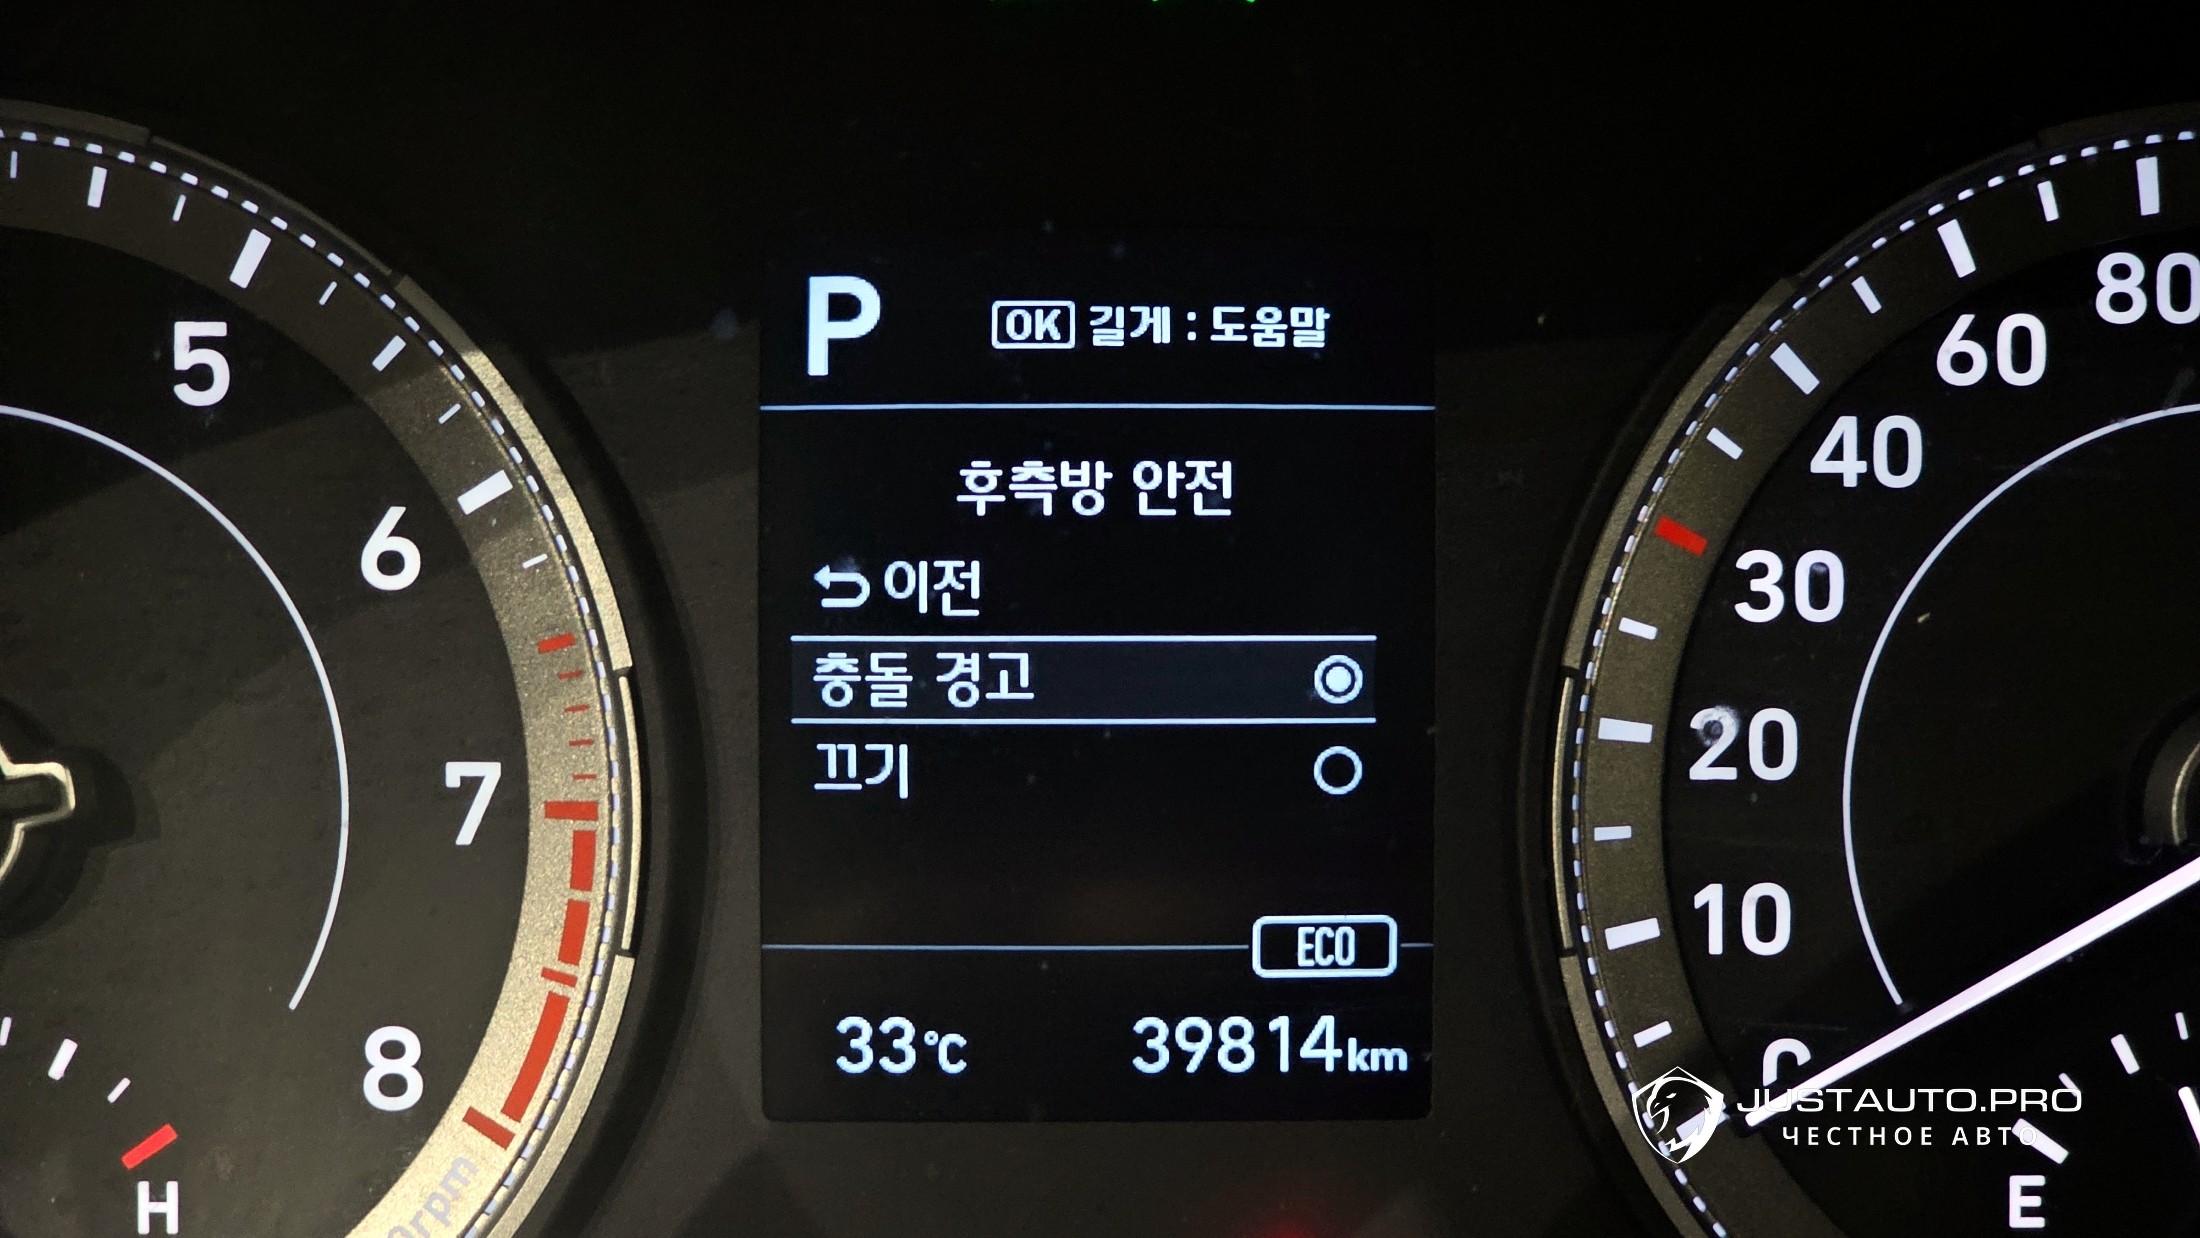 P
OK 길게 : 도움말
후측방 안전
이전
충돌 경고
끄기
ECO
33℃ 39814km
5
6
7
8
H
80
60
40
30
20
10
E
JUSTAUTO.PRO
ЧЕСТНОЕ АВТО